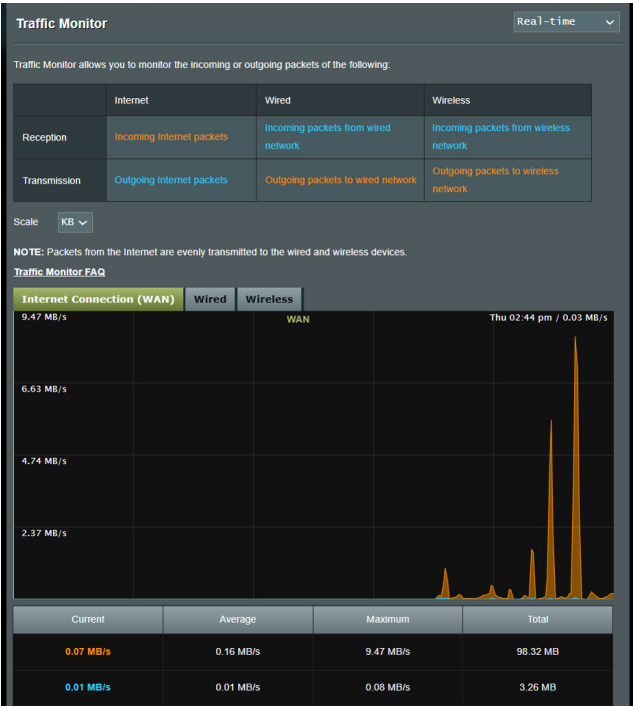 Traffic Monitor
Real-time
Traffic Monitor allows you to monitor the incoming or outgoing packets of the following:
Internet Wired Wireless
Reception Incoming Internet packets Incoming packets from wired network Incoming packets from wireless network
Transmission Outgoing Internet packets Outgoing packets to wired network Outgoing packets to wireless network
Scale KB
NOTE: Packets from the Internet are evenly transmitted to the wired and wireless devices.
Traffic Monitor FAQ
Internet Connection (WAN) Wired Wireless
9.47 MB/s WAN Thu 02:44 pm / 0.03 MB/s
6.63 MB/s
4.74 MB/s
2.37 MB/s
Current Average Maximum Total
0.07 MB/s 0.16 MB/s 9.47 MB/s 98.32 MB
0.01 MB/s 0.01 MB/s 0.08 MB/s 3.26 MB